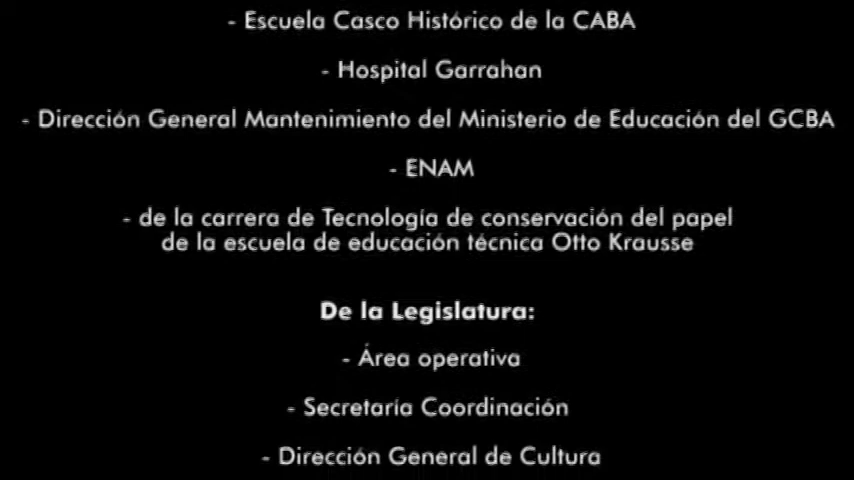 - Escuela Casco Histórico de la CABA
- Hospital Garrahan
- Dirección General Mantenimiento del Ministerio de Educación del GCBA
- ENAM
- de la carrera de Tecnología de conservación del papel
de la escuela de educación técnica Otto Krausse
De la Legislatura:
- Área operativa
- Secretaría Coordinación
- Dirección General de Cultura